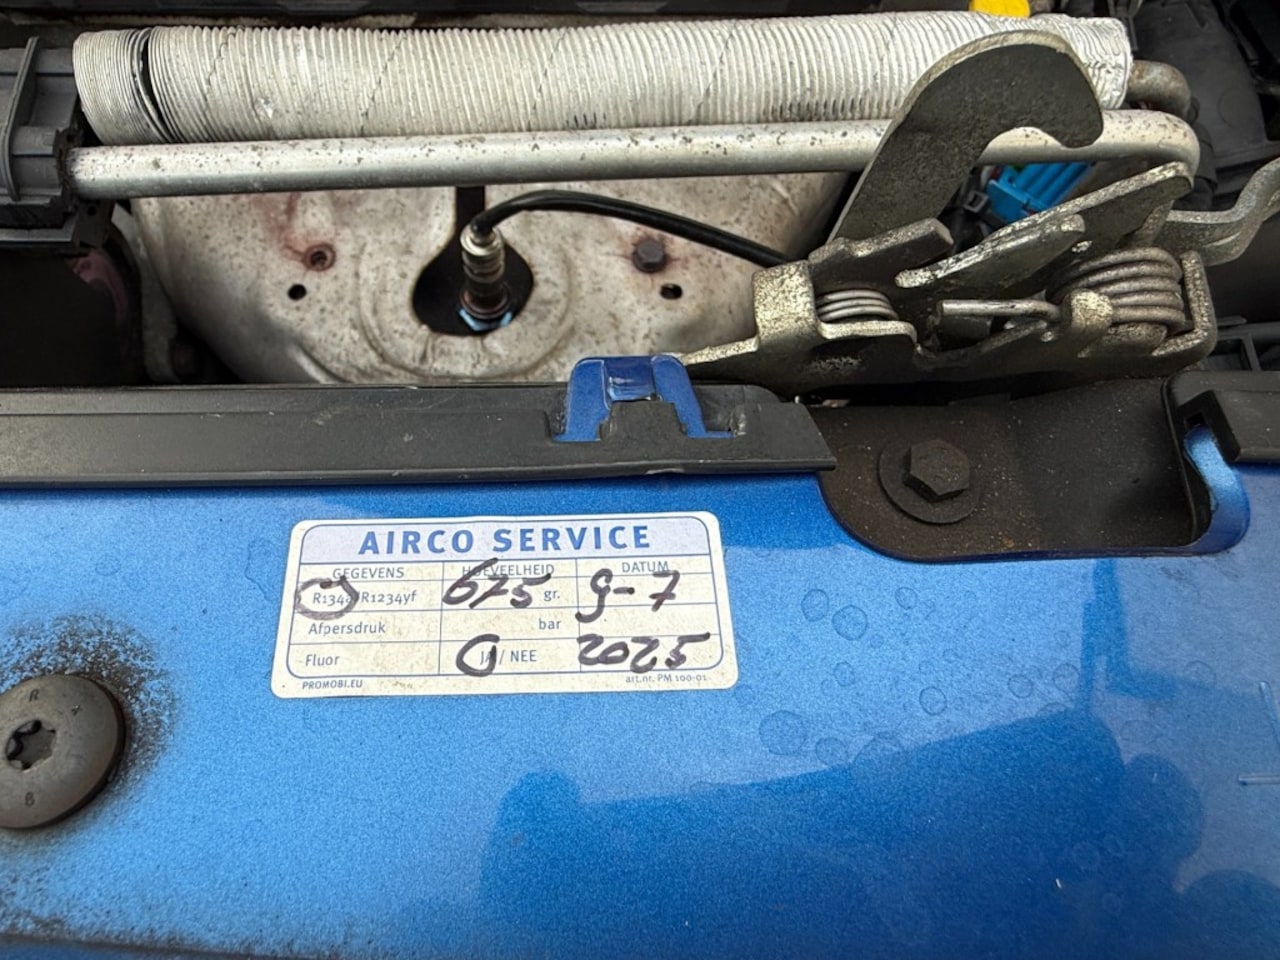 AIRCO SERVICE
GEGEVENS HOEVEELHEID DATUM
R134a/R1234yf 675 gr. 9-7
Afpersdruk bar
Fluor JA / NEE 2025
PROMOBI.EU art.nr. PM 100-01
R
8